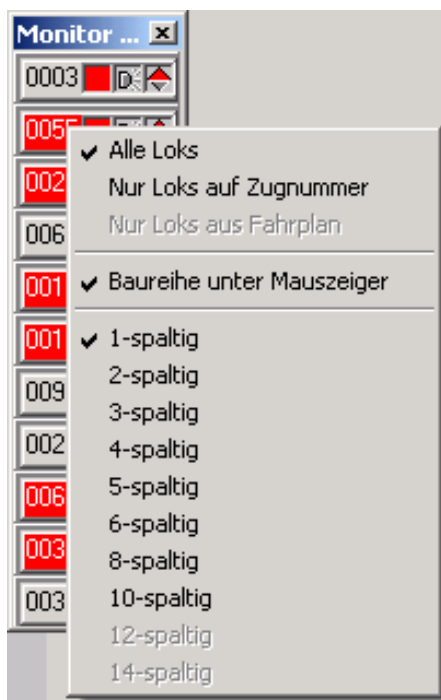 Monitor ...
0003 D
0055 D
002
006
001
001
009
002
006
003
003
Alle Loks
Nur Loks auf Zugnummer
Nur Loks aus Fahrplan
Baureihe unter Mauszeiger
1-spaltig
2-spaltig
3-spaltig
4-spaltig
5-spaltig
6-spaltig
8-spaltig
10-spaltig
12-spaltig
14-spaltig